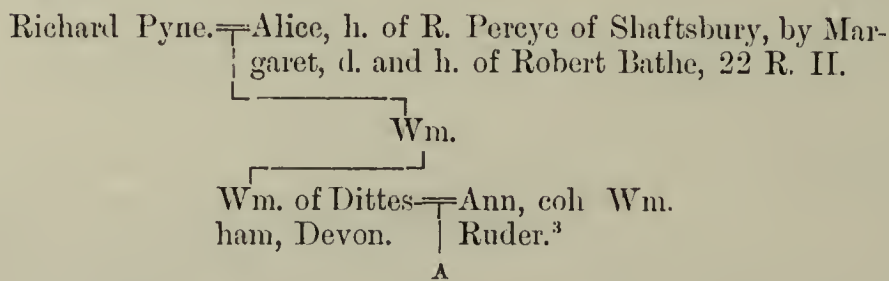 Richard Pyne.=Alice, h. of R. Percye of Shaftsbury, by Mar-
garet, d. and h. of Robert Bathe, 22 R. II.
Wm.
Wm. of Dittes-=Ann, coh Wm.
ham, Devon. Ruder.³
A